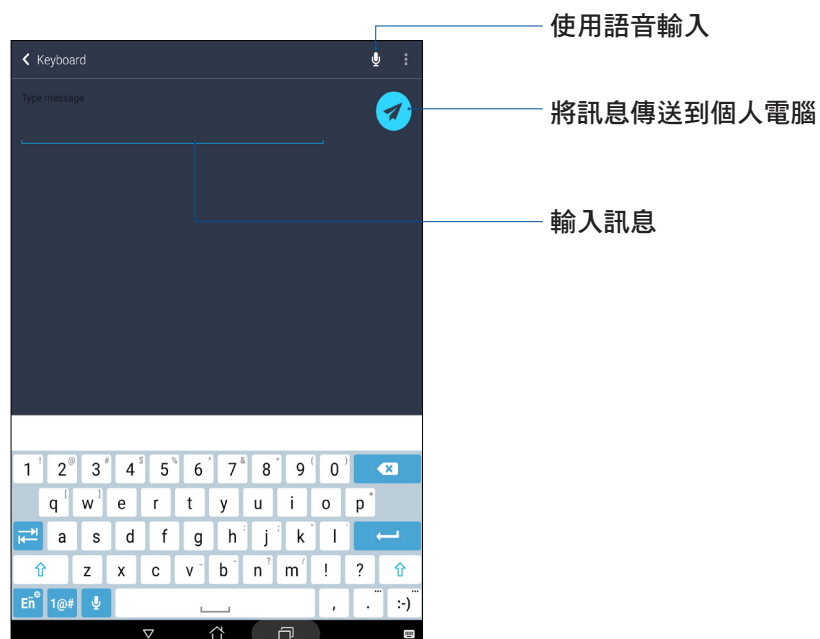 使用語音輸入
Keyboard
Type message
將訊息傳送到個人電腦
輸入訊息
1 ! 2 @ 3 # 4 $ 5 % 6 ^ 7 & 8 * 9 ( 0 )
q [ w ] e r t y u i o p +
a s d f g h : j ; k " l '
z x c v - b n ? m / ! ?
En 1@# , . ... :-) ...